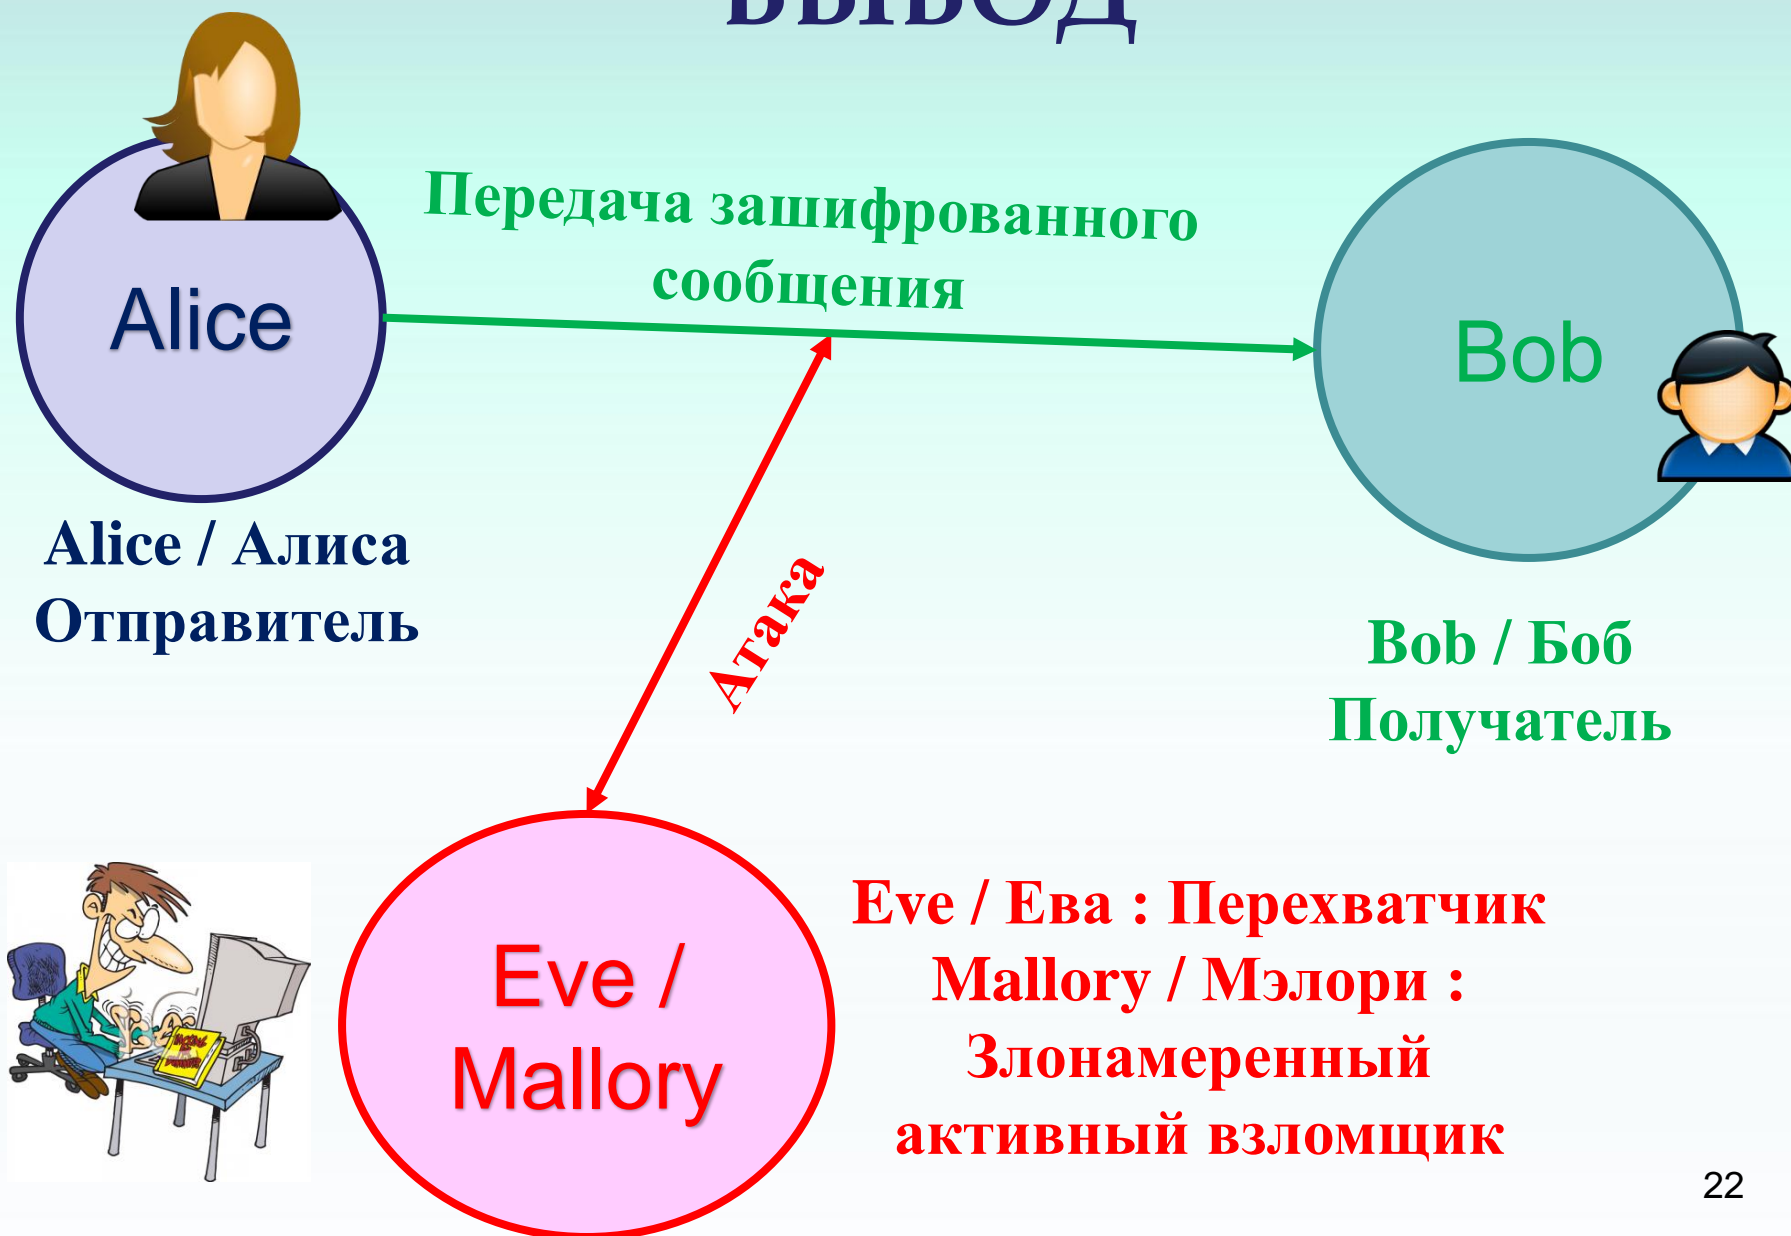 ВЫВОД
Alice
Передача зашифрованного
сообщения
Bob
Alice / Алиса
Отправитель
Атака
Bob / Боб
Получатель
Eve /
Mallory
Eve / Ева : Перехватчик
Mallory / Мэлори :
Злонамеренный
активный взломщик
22